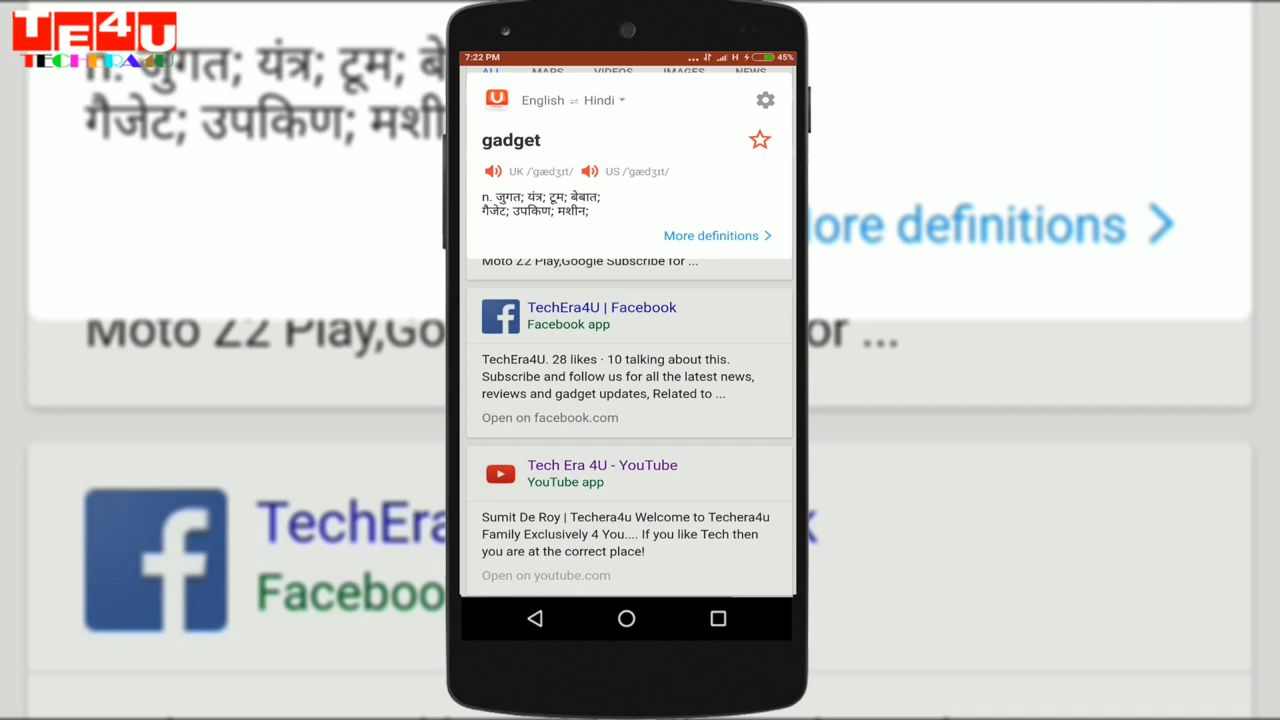 TE4U
TECHERA4U
7:22 PM
H
45%
ALL MAPS VIDEOS IMAGES NEWS
English ⇌ Hindi
gadget
UK /'gædʒɪt/ US /'gædʒɪt/
n. जुगत; यंत्र; टूम; बेबात;
गैजेट; उपकिण; मशीन;
More definitions >
Moto Z2 Play,Google Subscribe for ...
TechEra4U | Facebook
Facebook app
TechEra4U. 28 likes · 10 talking about this.
Subscribe and follow us for all the latest news,
reviews and gadget updates, Related to ...
Open on facebook.com
Tech Era 4U - YouTube
YouTube app
Sumit De Roy | Techera4u Welcome to Techera4u
Family Exclusively 4 You.... If you like Tech then
you are at the correct place!
Open on youtube.com
n. जुगत; यंत्र; टूम; बे
गैजेट; उपकिण; मशी
ore definitions >
Moto Z2 Play,Go or ...
TechEra k
Faceboo